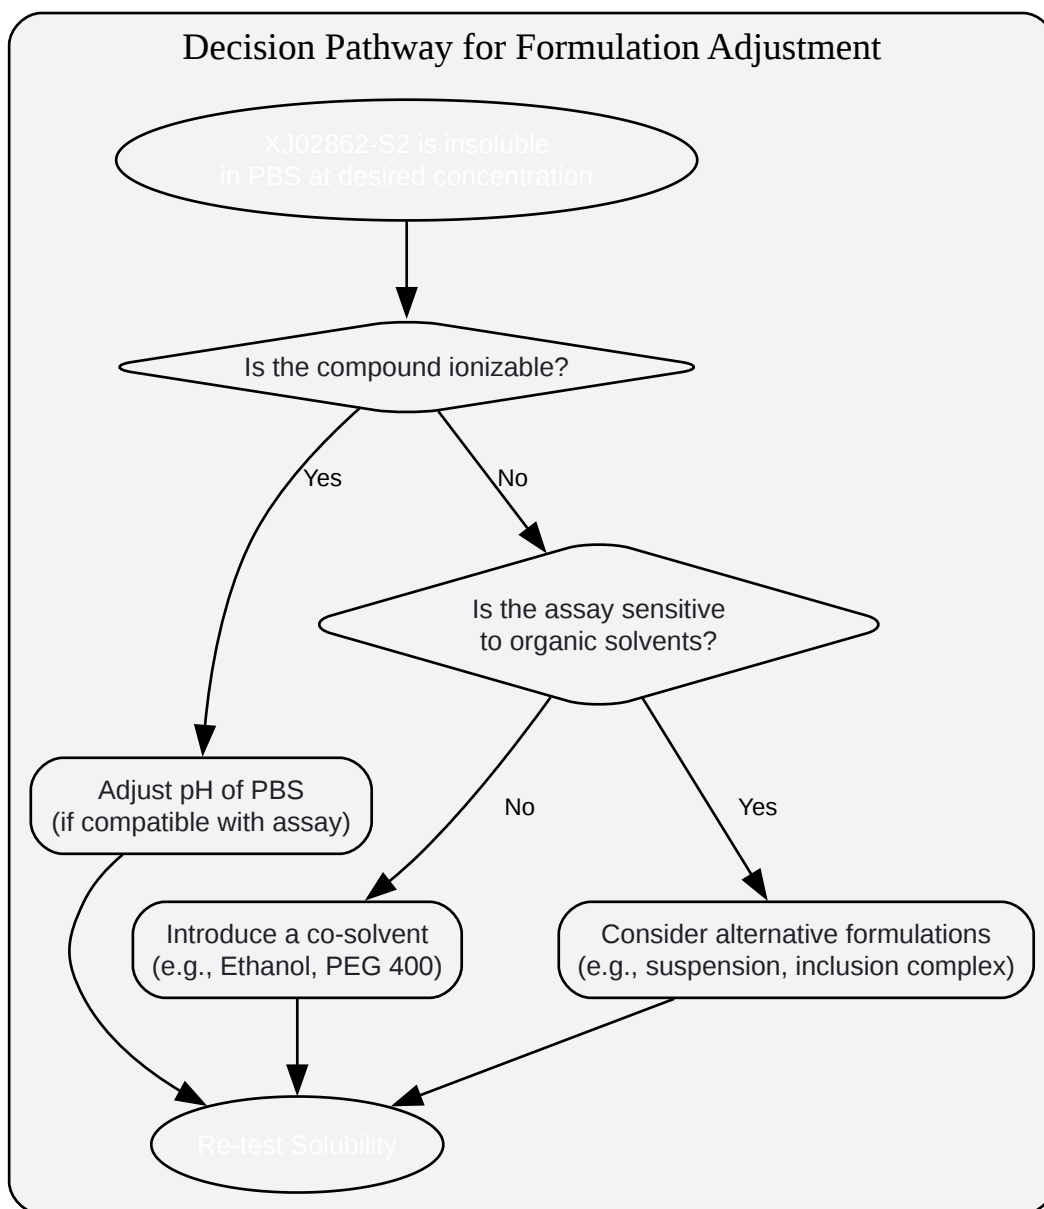 Decision Pathway for Formulation Adjustment
XJ02862-S2 is insoluble
in PBS at desired concentration
Is the compound ionizable?
Yes
No
Is the assay sensitive
to organic solvents?
Adjust pH of PBS
(if compatible with assay)
No
Yes
Introduce a co-solvent
(e.g., Ethanol, PEG 400)
Consider alternative formulations
(e.g., suspension, inclusion complex)
Re-test Solubility